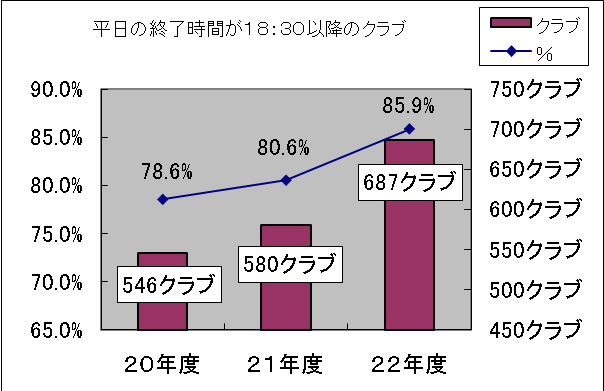 平日の終了時間が18:30以降のクラブ
クラブ
%
90.0%
85.0%
80.0%
75.0%
70.0%
65.0%
750クラブ
700クラブ
650クラブ
600クラブ
550クラブ
500クラブ
450クラブ
78.6%
80.6%
85.9%
546クラブ
580クラブ
687クラブ
20年度
21年度
22年度